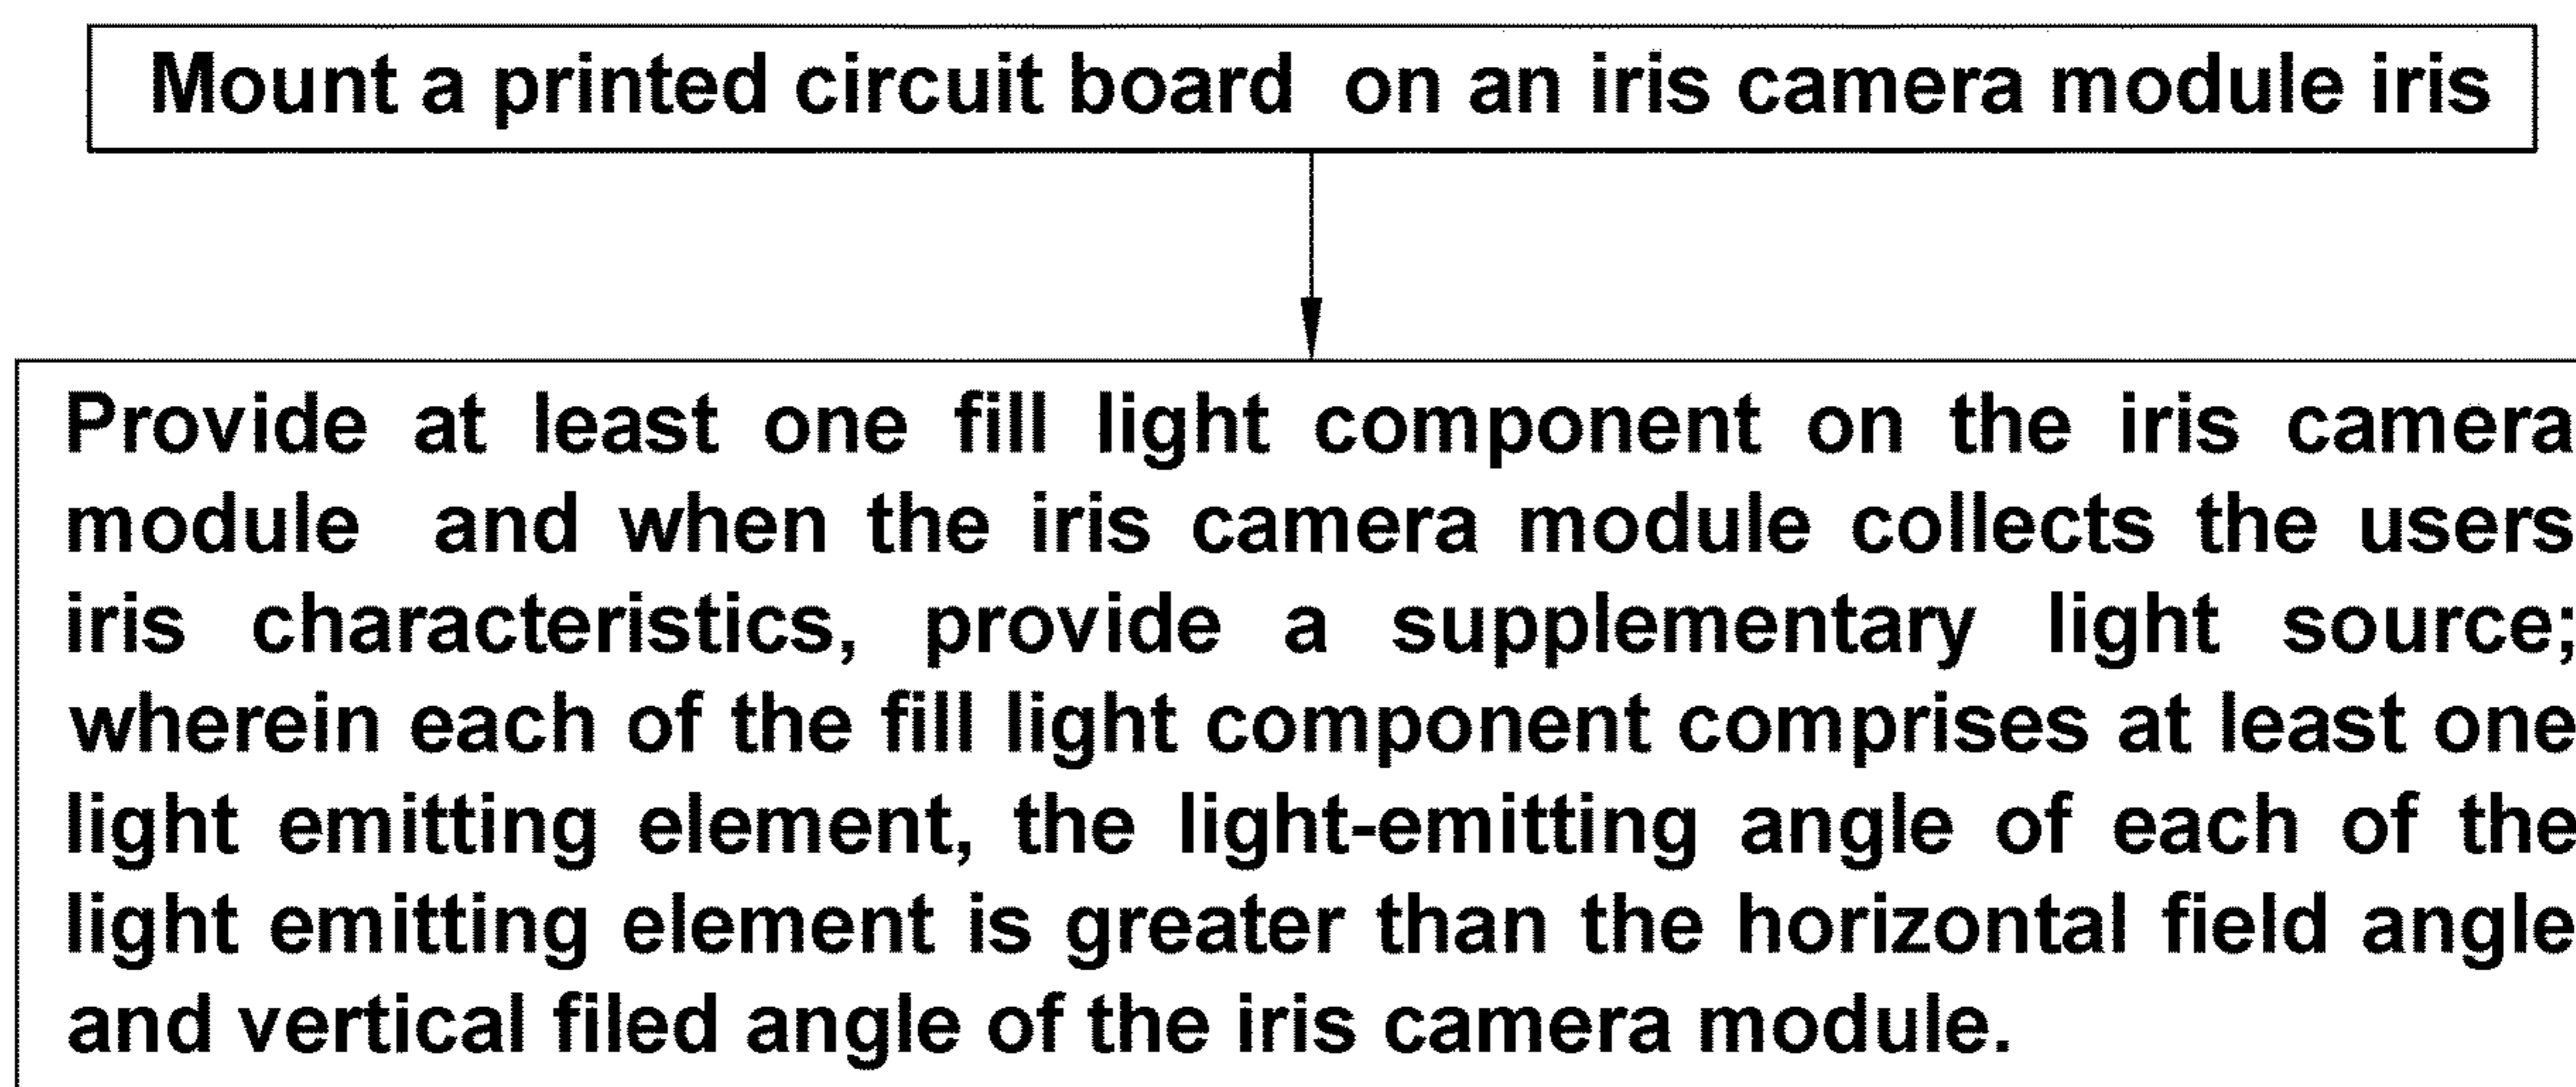 Mount a printed circuit board on an iris camera module iris
Provide at least one fill light component on the iris camera
module and when the iris camera module collects the users
iris characteristics, provide a supplementary light source;
wherein each of the fill light component comprises at least one
light emitting element, the light-emitting angle of each of the
light emitting element is greater than the horizontal field angle
and vertical filed angle of the iris camera module.